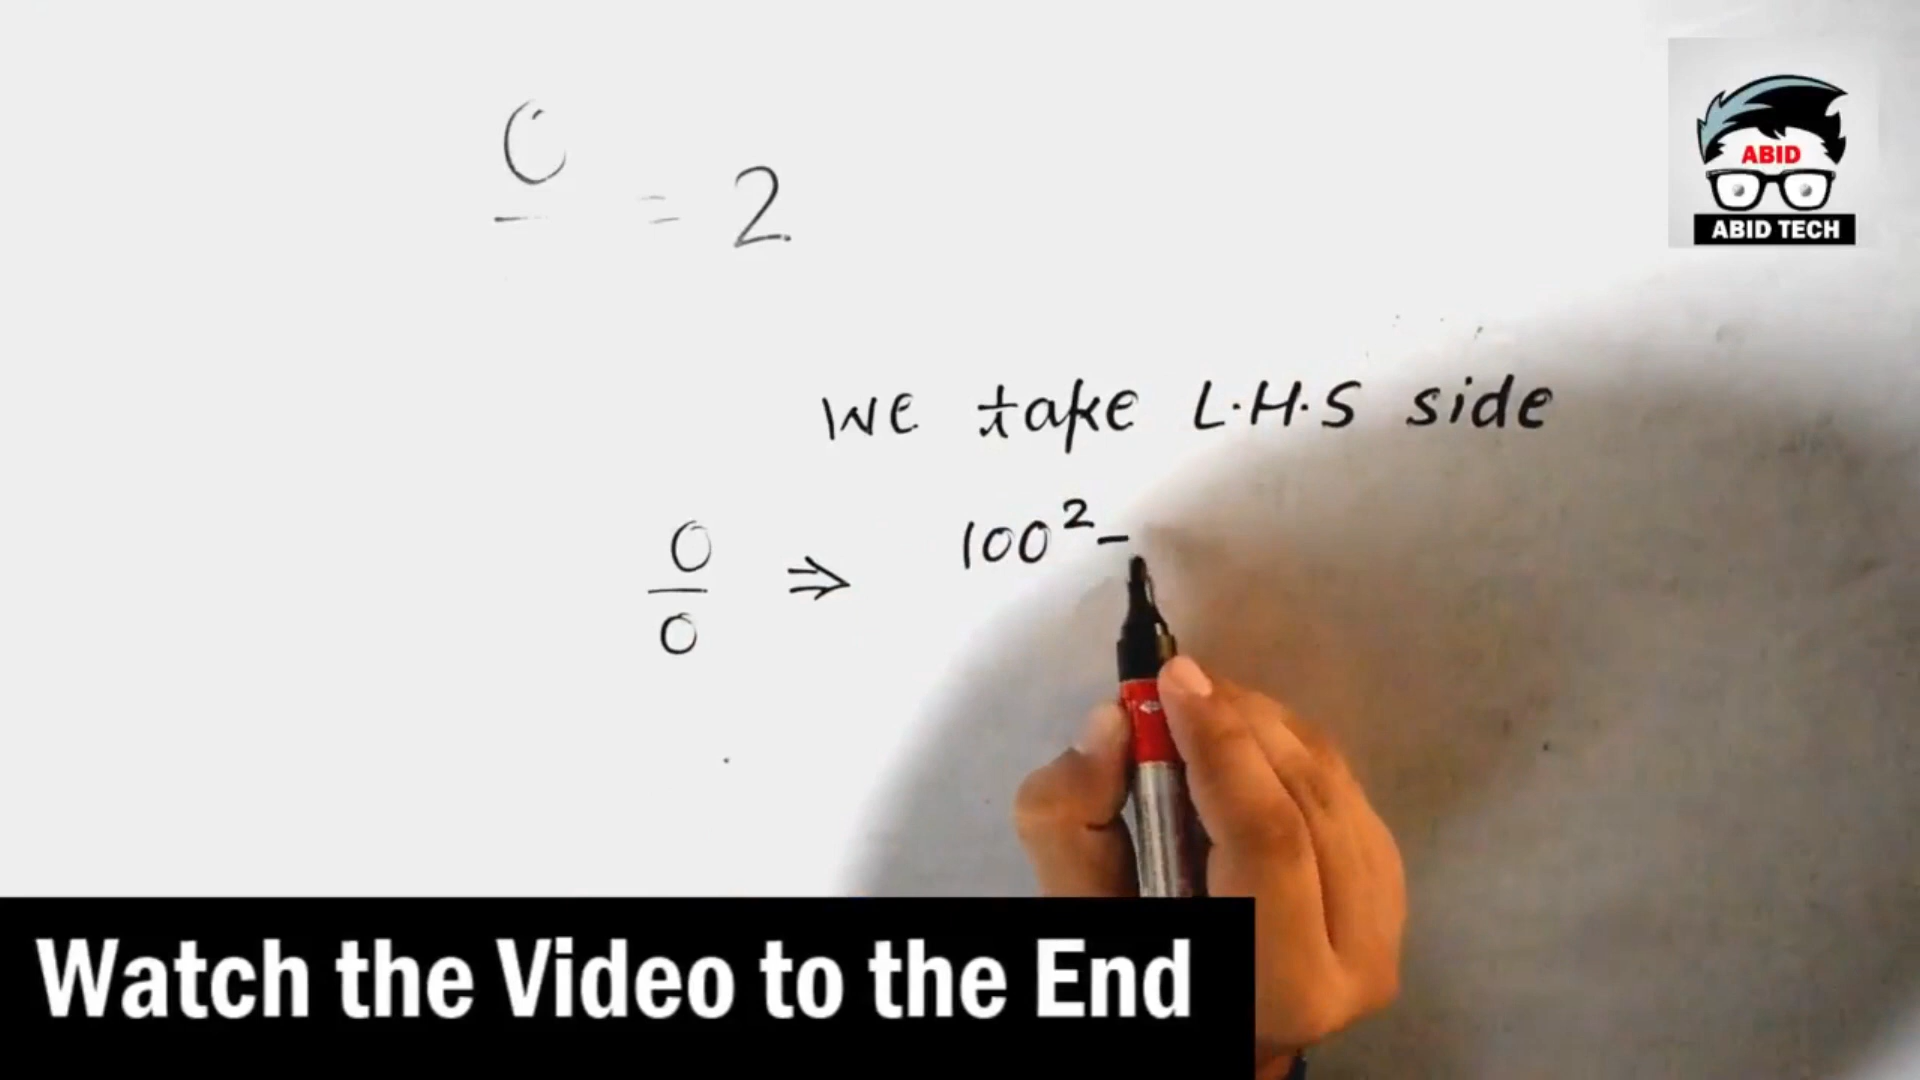 0
— = 2
We take L.H.S side
0
— ⇒ 100² -
0
ABID
ABID TECH
Watch the Video to the End